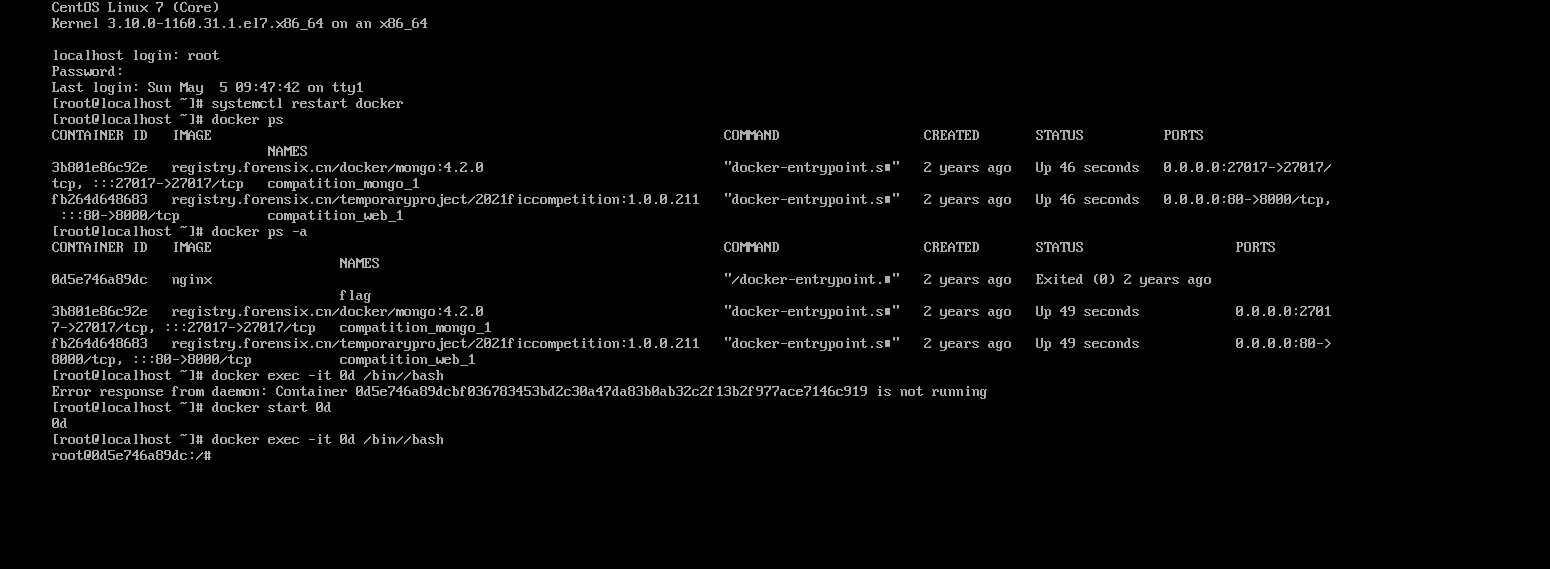 CentOS Linux 7 (Core)
Kernel 3.10.0-1160.31.1.el7.x86_64 on an x86_64
localhost login: root
Password:
Last login: Sun May  5 09:47:42 on tty1
[root@localhost ~]# systemctl restart docker
[root@localhost ~]# docker ps
CONTAINER ID   IMAGE   COMMAND   CREATED   STATUS   PORTS
NAMES
3b801e86c92e   registry.forensix.cn/docker/mongo:4.2.0   "docker-entrypoint.s■"   2 years ago   Up 46 seconds   0.0.0.0:27017->27017/
tcp, :::27017->27017/tcp   compatition_mongo_1
fb264d648683   registry.forensix.cn/temporaryproject/2021ficcompetition:1.0.0.211   "docker-entrypoint.s■"   2 years ago   Up 46 seconds   0.0.0.0:80->8000/tcp,
:::80->8000/tcp   compatition_web_1
[root@localhost ~]# docker ps -a
CONTAINER ID   IMAGE   COMMAND   CREATED   STATUS   PORTS
NAMES
0d5e746a89dc   nginx   "/docker-entrypoint.■"   2 years ago   Exited (0) 2 years ago
flag
3b801e86c92e   registry.forensix.cn/docker/mongo:4.2.0   "docker-entrypoint.s■"   2 years ago   Up 49 seconds   0.0.0.0:2701
7->27017/tcp, :::27017->27017/tcp   compatition_mongo_1
fb264d648683   registry.forensix.cn/temporaryproject/2021ficcompetition:1.0.0.211   "docker-entrypoint.s■"   2 years ago   Up 49 seconds   0.0.0.0:80->
8000/tcp, :::80->8000/tcp   compatition_web_1
[root@localhost ~]# docker exec -it 0d /bin//bash
Error response from daemon: Container 0d5e746a89dcbf036783453bd2c30a47da83b0ab32c2f13b2f977ace7146c919 is not running
[root@localhost ~]# docker start 0d
0d
[root@localhost ~]# docker exec -it 0d /bin//bash
root@0d5e746a89dc:/#